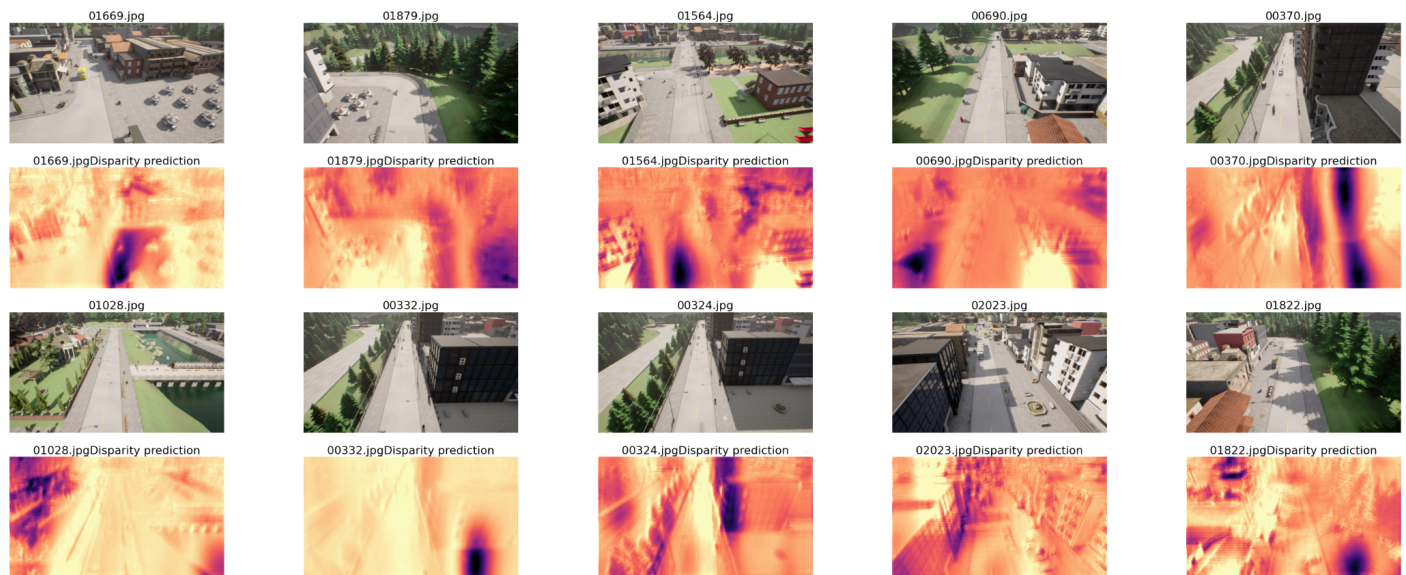 01669.jpg
01879.jpg
01564.jpg
00690.jpg
00370.jpg
01669.jpgDisparity prediction
01879.jpgDisparity prediction
01564.jpgDisparity prediction
00690.jpgDisparity prediction
00370.jpgDisparity prediction
01028.jpg
00332.jpg
00324.jpg
02023.jpg
01822.jpg
01028.jpgDisparity prediction
00332.jpgDisparity prediction
00324.jpgDisparity prediction
02023.jpgDisparity prediction
01822.jpgDisparity prediction